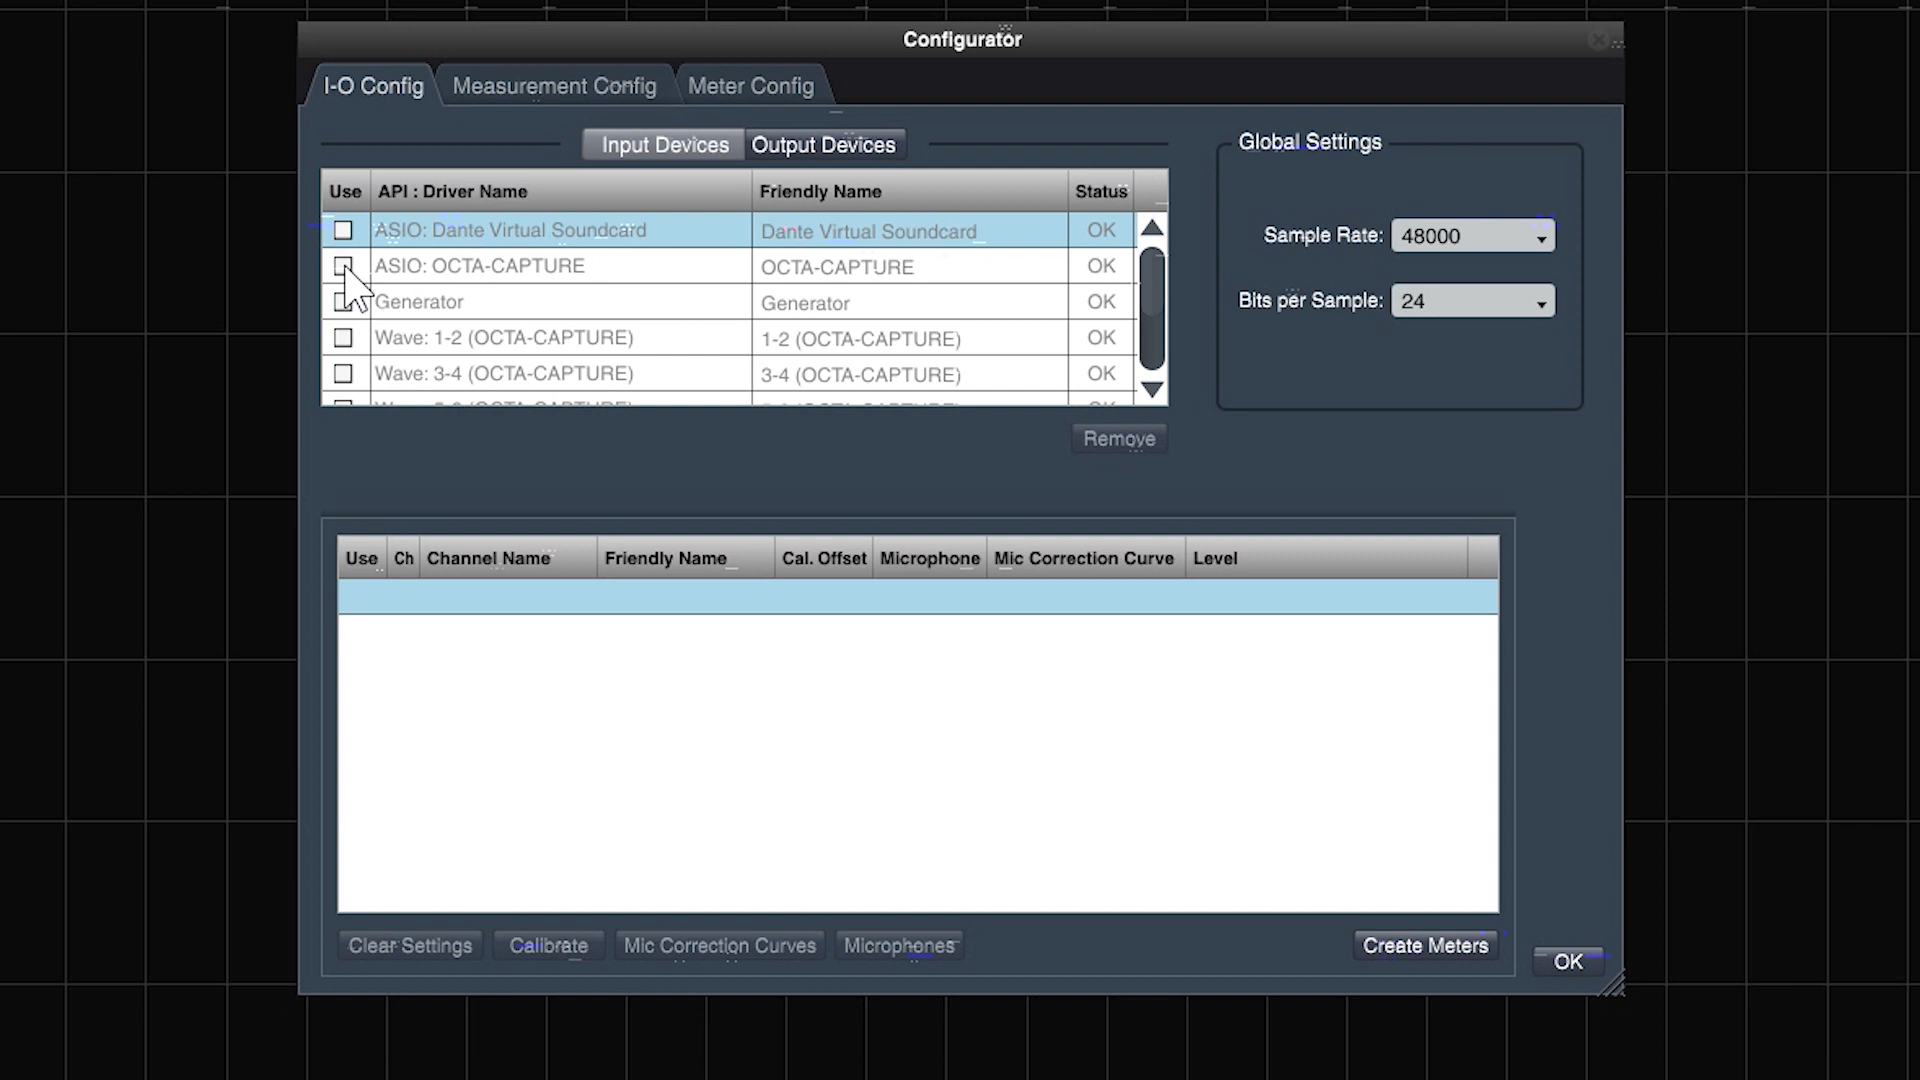 Configurator
I-O Config Measurement Config Meter Config
Input Devices Output Devices
Global Settings
Use API : Driver Name Friendly Name Status
ASIO: Dante Virtual Soundcard Dante Virtual Soundcard OK
Sample Rate: 48000
ASIO: OCTA-CAPTURE OCTA-CAPTURE OK
Generator Generator OK
Bits per Sample: 24
Wave: 1-2 (OCTA-CAPTURE) 1-2 (OCTA-CAPTURE) OK
Wave: 3-4 (OCTA-CAPTURE) 3-4 (OCTA-CAPTURE) OK
Remove
Use Ch Channel Name Friendly Name Cal. Offset Microphone Mic Correction Curve Level
Clear Settings Calibrate Mic Correction Curves Microphones Create Meters
OK